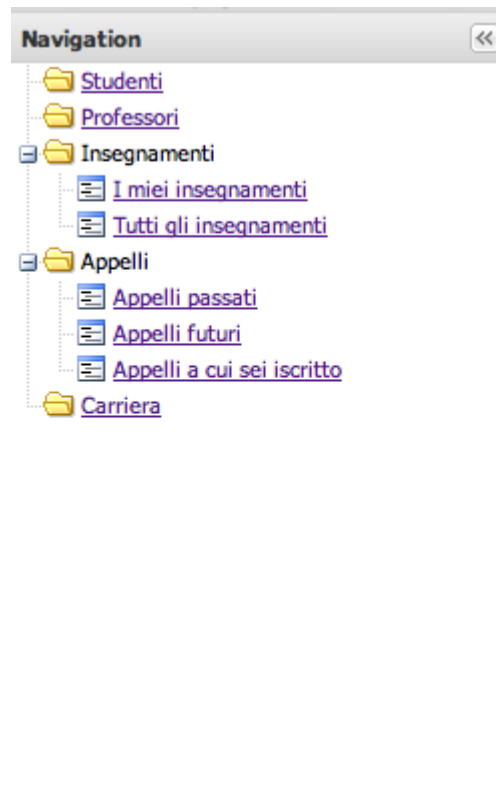 Navigation
Studenti
Professori
Insegnamenti
I miei insegnamenti
Tutti gli insegnamenti
Appelli
Appelli passati
Appelli futuri
Appelli a cui sei iscritto
Carriera